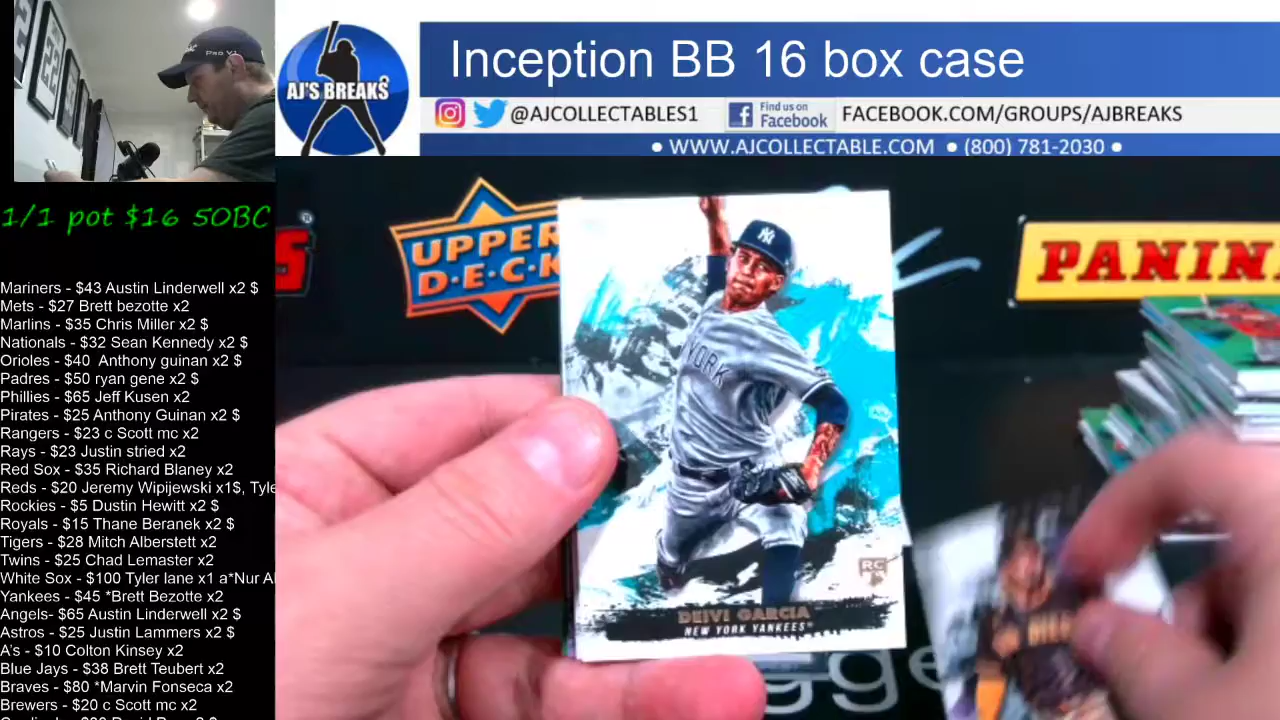 Inception BB 16 box case
AJ'S BREAKS
@AJCOLLECTABLES1
Find us on
Facebook
FACEBOOK.COM/GROUPS/AJBREAKS
• WWW.AJCOLLECTABLE.COM • (800) 781-2030 •
1/1 pot $16 SOBC
Mariners - $43 Austin Linderwell x2 $
Mets - $27 Brett bezotte x2
Marlins - $35 Chris Miller x2 $
Nationals - $32 Sean Kennedy x2 $
Orioles - $40 Anthony guinan x2 $
Padres - $50 ryan gene x2 $
Phillies - $65 Jeff Kusen x2
Pirates - $25 Anthony Guinan x2 $
Rangers - $23 c Scott mc x2
Rays - $23 Justin stried x2
Red Sox - $35 Richard Blaney x2
Reds - $20 Jeremy Wipijewski x1$, Tyle
Rockies - $5 Dustin Hewitt x2 $
Royals - $15 Thane Beranek x2 $
Tigers - $28 Mitch Alberstett x2
Twins - $25 Chad Lemaster x2
White Sox - $100 Tyler lane x1 a*Nur Al
Yankees - $45 *Brett Bezotte x2
Angels- $65 Austin Linderwell x2 $
Astros - $25 Justin Lammers x2 $
A's - $10 Colton Kinsey x2
Blue Jays - $38 Brett Teubert x2
Braves - $80 *Marvin Fonseca x2
Brewers - $20 c Scott mc x2
UPPER
D·E·C·K
PANIN
YORK
RC
DEIVI GARCIA
NEW YORK YANKEES